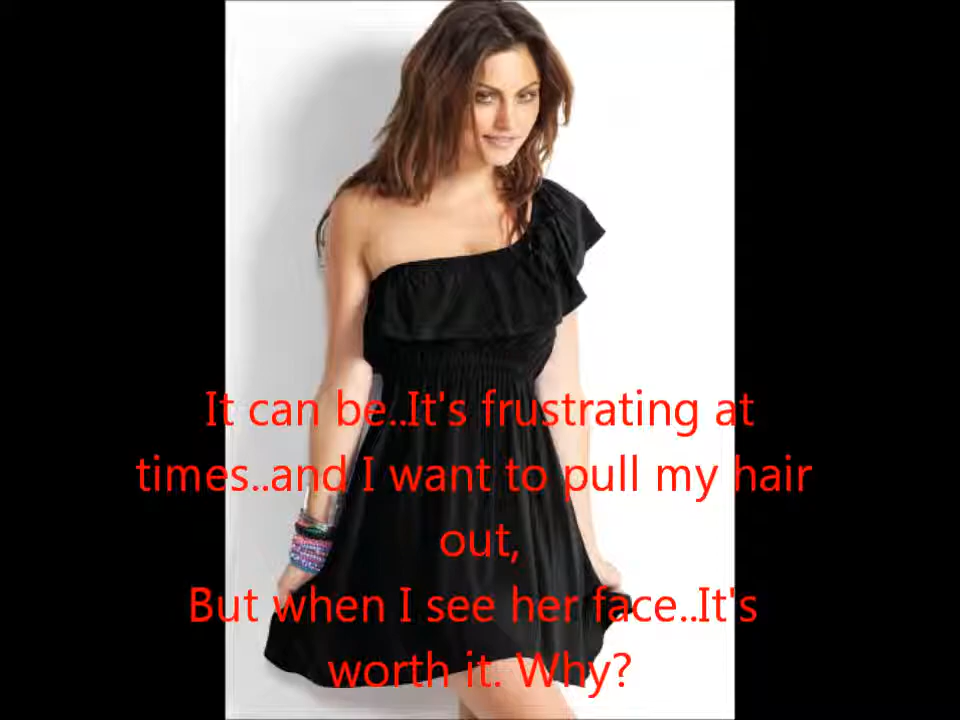 It can be..It's frustrating at
times..and I want to pull my hair
out,
But when I see her face..It's
worth it. Why?